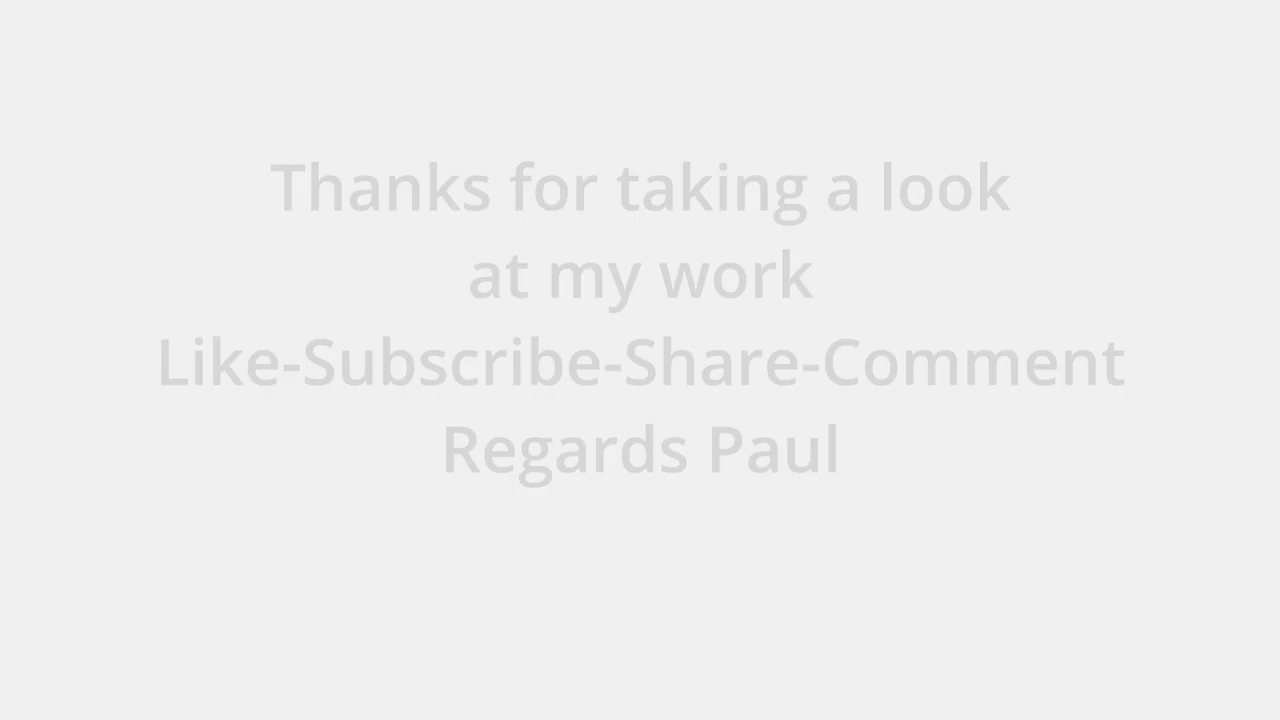 Thanks for taking a look
at my work
Like-Subscribe-Share-Comment
Regards Paul